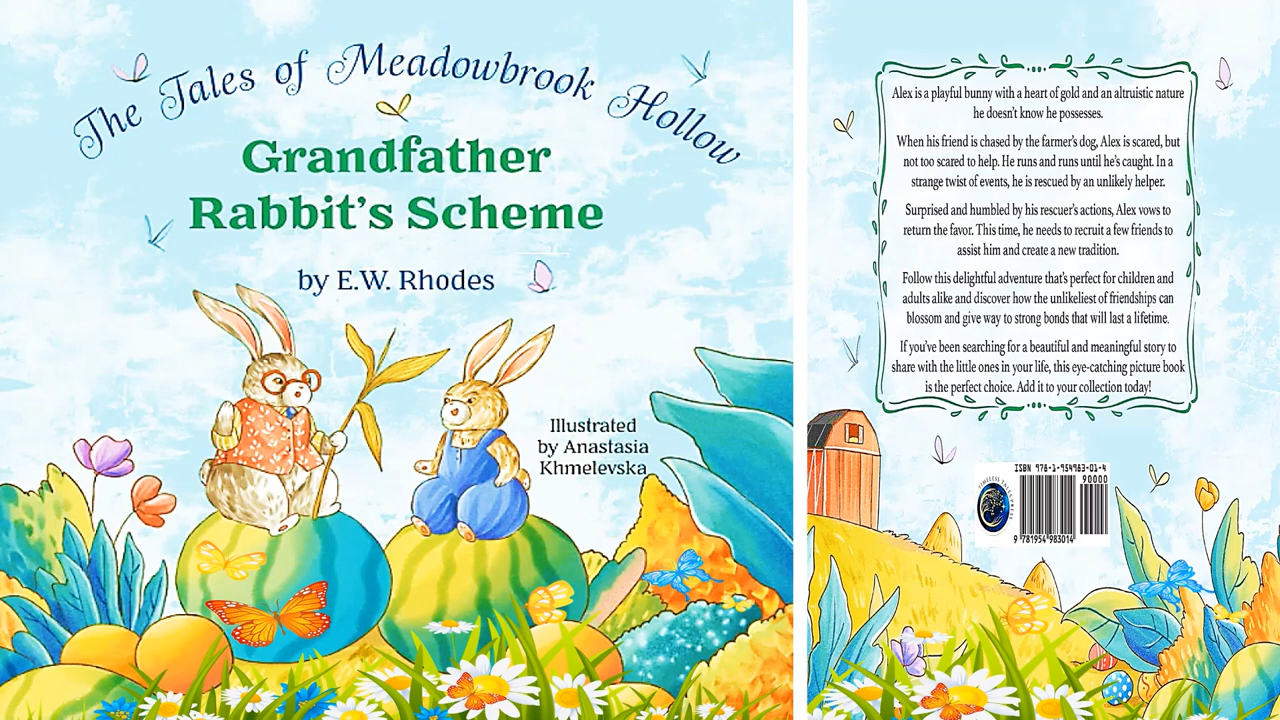 The Tales of Meadowbrook Hollow
Grandfather
Rabbit's Scheme
by E.W. Rhodes
Illustrated
by Anastasia
Khmelevska
Alex is a playful bunny with a heart of gold and an altruistic nature
he doesn't know he possesses.
When his friend is chased by the farmer's dog, Alex is scared, but
not too scared to help. He runs and runs until he's caught. In a
strange twist of events, he is rescued by an unlikely helper.
Surprised and humbled by his rescuer's actions, Alex vows to
return the favor. This time, he needs to recruit a few friends to
assist him and create a new tradition.
Follow this delightful adventure that's perfect for children and
adults alike and discover how the unlikeliest of friendships can
blossom and give way to strong bonds that will last a lifetime.
If you've been searching for a beautiful and meaningful story to
share with the little ones in your life, this eye-catching picture book
is the perfect choice. Add it to your collection today!
TIMELESS TALES PRESS
ISBN 978-1-954983-01-4
90000
9 781954 983014